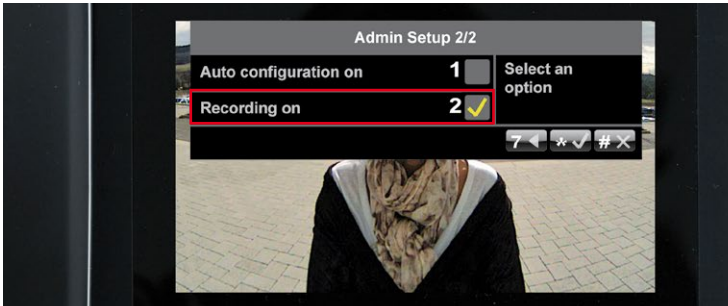 Admin Setup 2/2
Auto configuration on 1
Select an
option
Recording on 2
7 * #